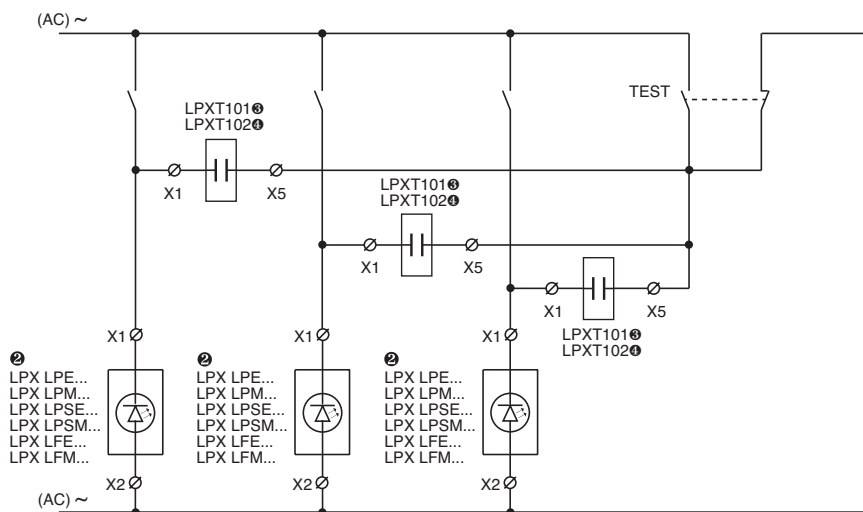 (AC) ~
TEST
LPXT101❸
LPXT102❹
X1
X5
LPXT101❸
LPXT102❹
X1
X5
X1
X5
LPXT101❸
LPXT102❹
X1
X1
X1
❷
LPX LPE...
LPX LPM...
LPX LPSE...
LPX LPSM...
LPX LFE...
LPX LFM...
❷
LPX LPE...
LPX LPM...
LPX LPSE...
LPX LPSM...
LPX LFE...
LPX LFM...
❷
LPX LPE...
LPX LPM...
LPX LPSE...
LPX LPSM...
LPX LFE...
LPX LFM...
X2
X2
X2
(AC) ~